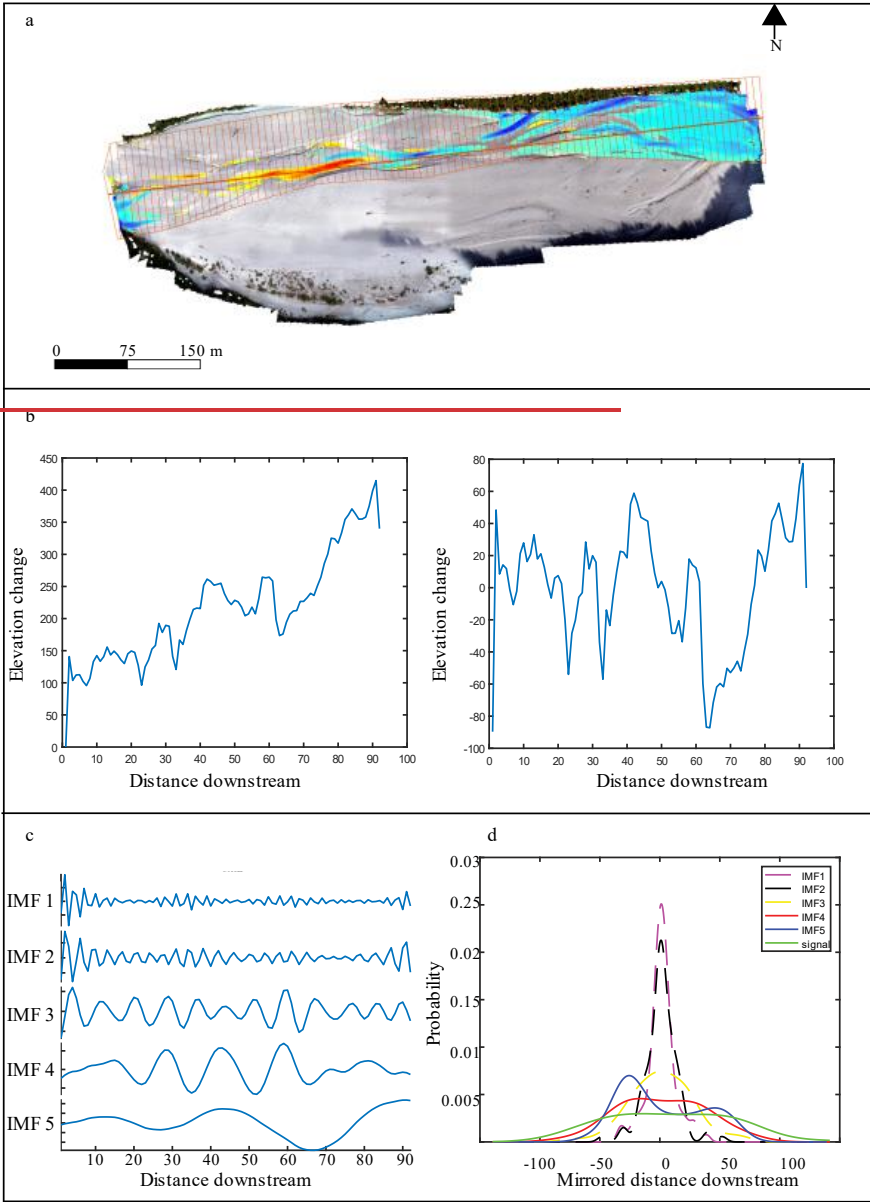 a
N
0 75 150 m
b
450
400
350
300
250
200
150
100
50
0
Elevation change
0 10 20 30 40 50 60 70 80 90 100
Distance downstream
80
60
40
20
0
-20
-40
-60
-80
-100
Elevation change
0 10 20 30 40 50 60 70 80 90 100
Distance downstream
c
IMF 1
IMF 2
IMF 3
IMF 4
IMF 5
10 20 30 40 50 60 70 80 90
Distance downstream
d
0.03
0.25
0.02
0.15
0.01
0.005
Probability
IMF1
IMF2
IMF3
IMF4
IMF5
signal
-100 -50 0 50 100
Mirrored distance downstream